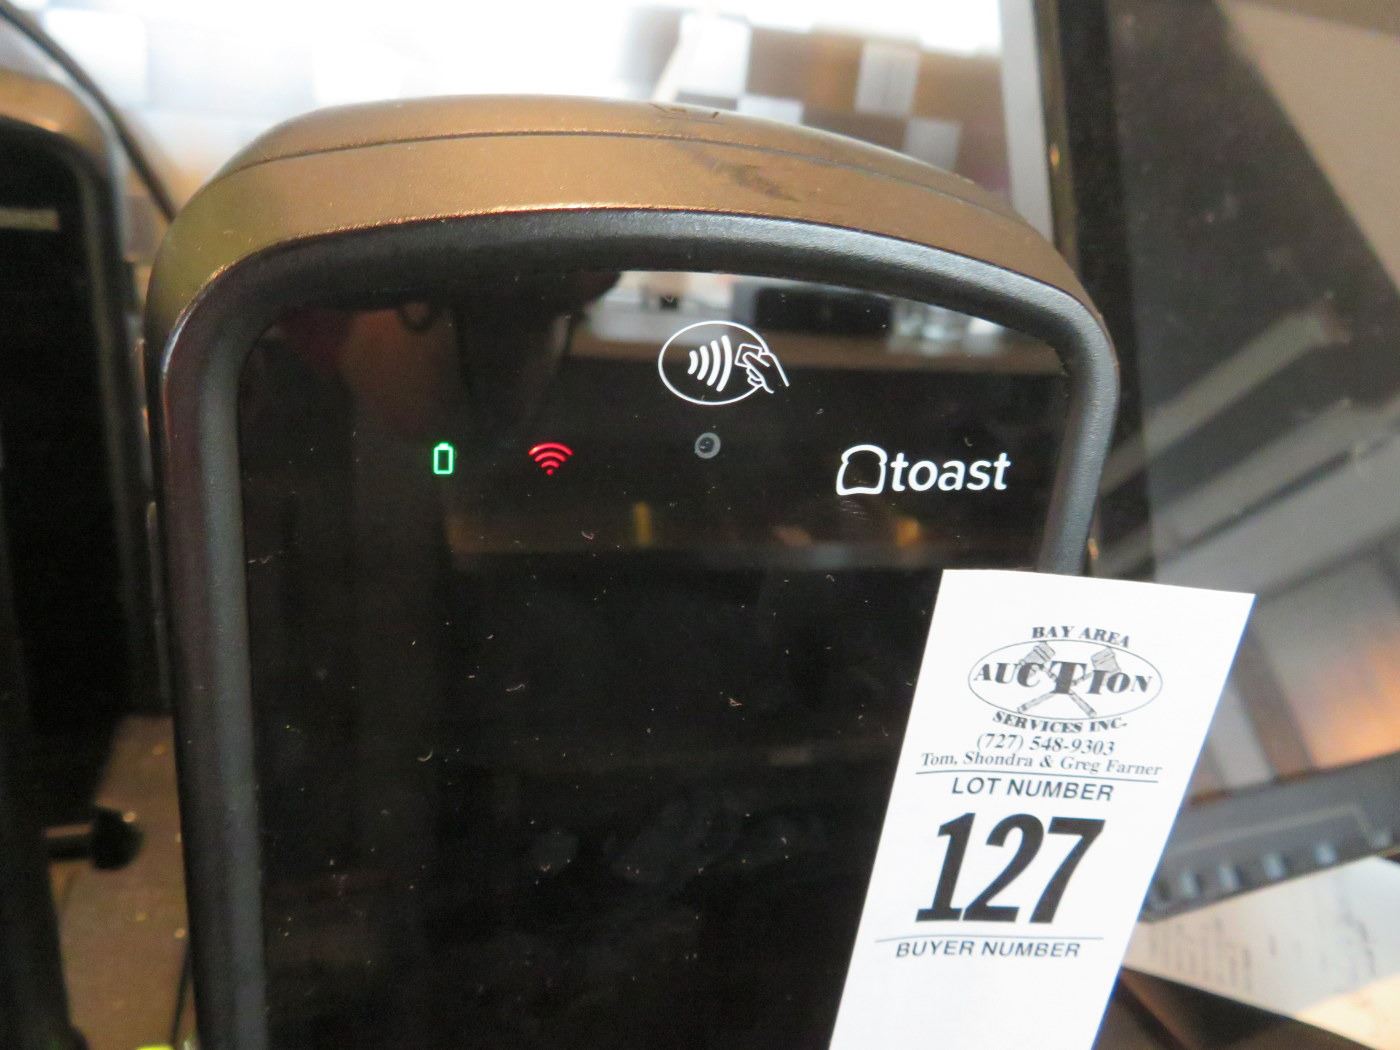 toast
BAY AREA
AUCTION
SERVICES INC.
(727) 548-9303
Tom, Shondra & Greg Farner
LOT NUMBER
127
BUYER NUMBER